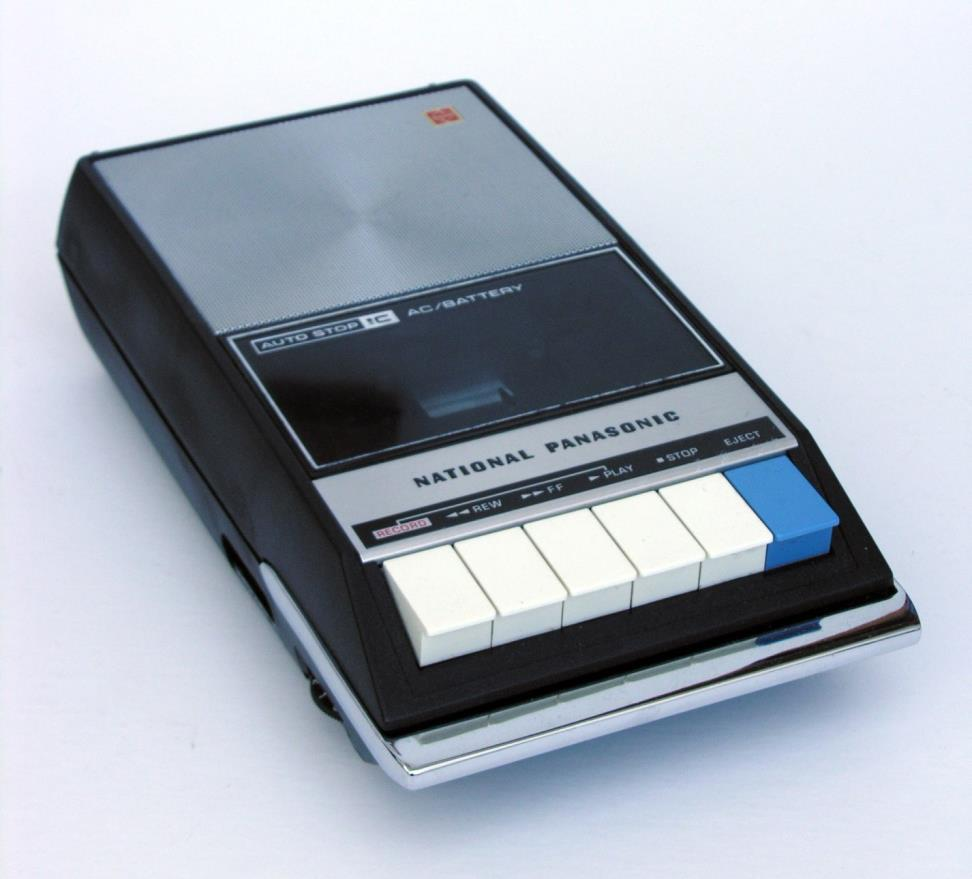 AUTO STOP IC AC/BATTERY
NATIONAL PANASONIC
RECORD ◄◄ REW ►► FF ► PLAY ■ STOP EJECT